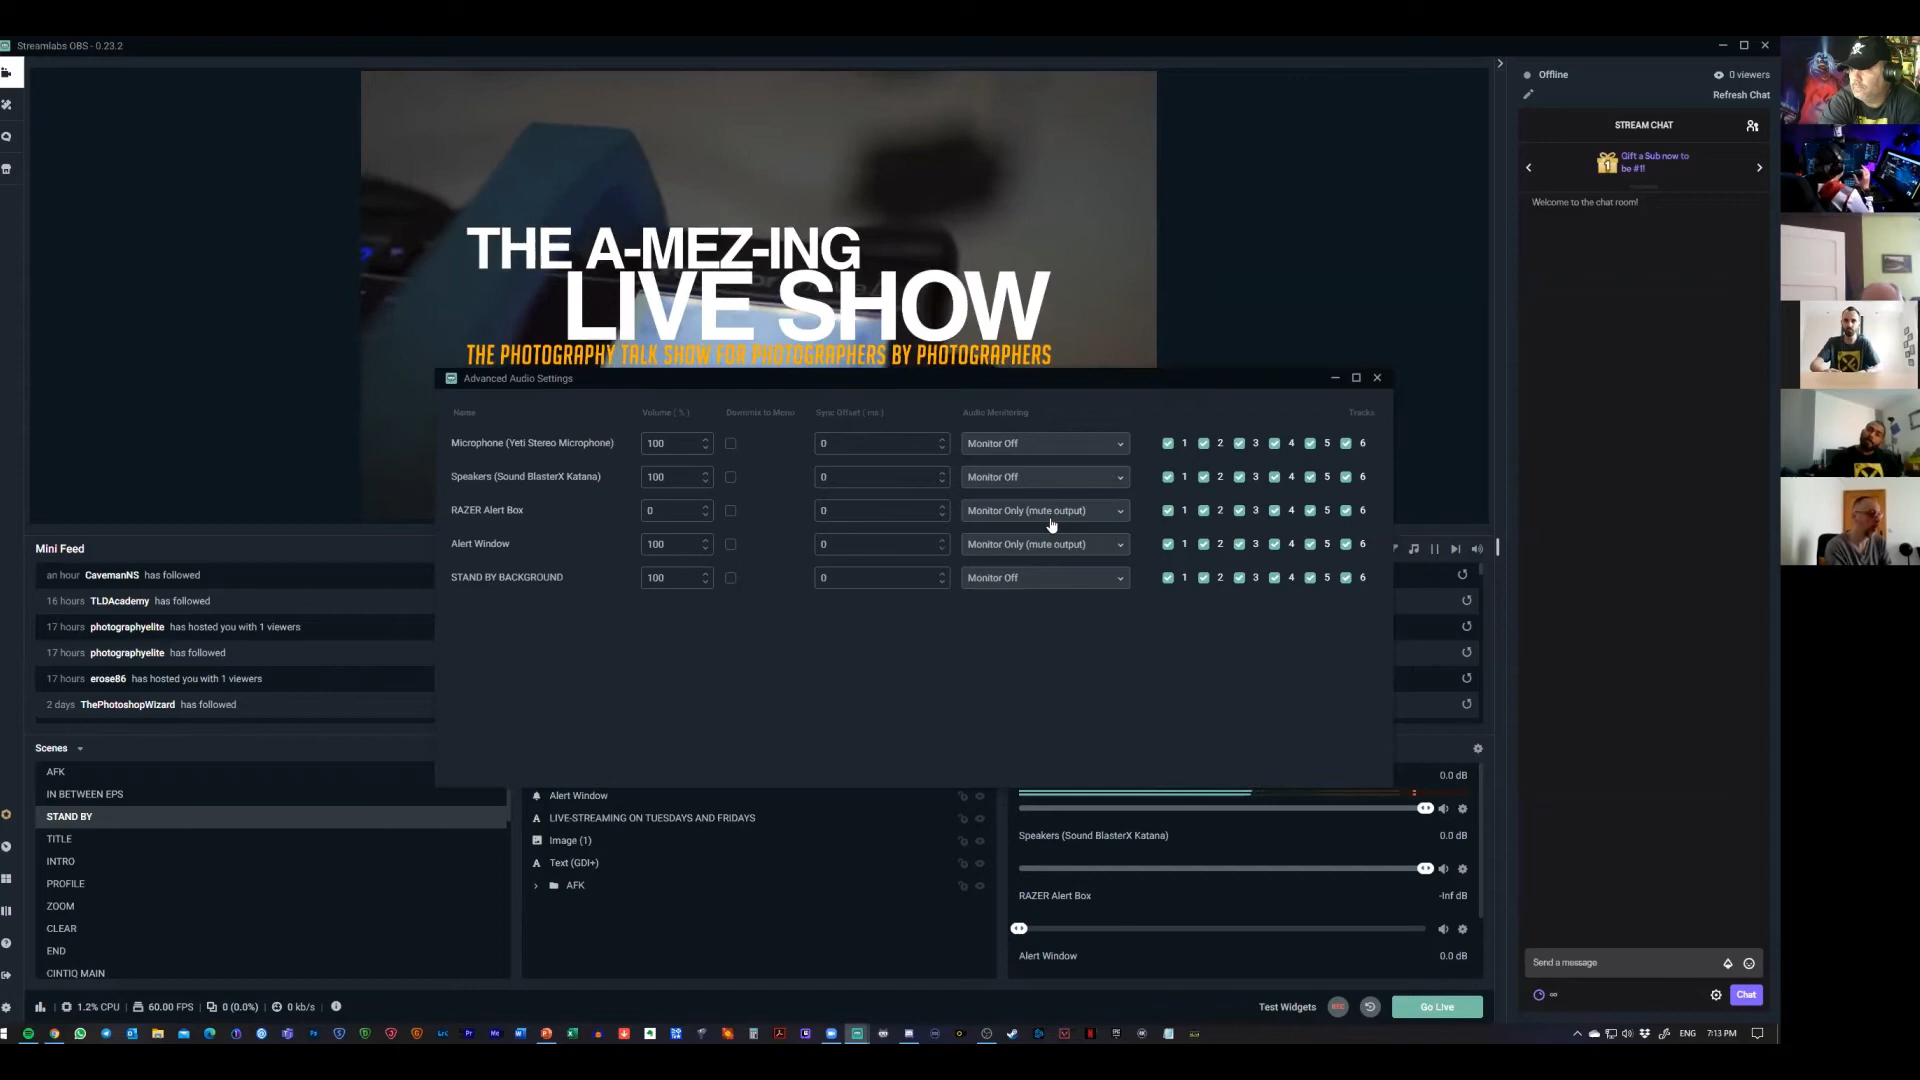 Streamlabs OBS - 0.23.2
THE A-MEZ-ING
LIVE SHOW
THE PHOTOGRAPHY TALK SHOW FOR PHOTOGRAPHERS BY PHOTOGRAPHERS
Offline
0 viewers
Refresh Chat
STREAM CHAT
Gift a Sub now to
be #1!
1
Welcome to the chat room!
Advanced Audio Settings
Name Volume ( % ) Downmix to Mono Sync Offset ( ms ) Audio Monitoring Tracks
Microphone (Yeti Stereo Microphone) 100 0 Monitor Off 1 2 3 4 5 6
Speakers (Sound BlasterX Katana) 100 0 Monitor Off 1 2 3 4 5 6
RAZER Alert Box 0 0 Monitor Only (mute output) 1 2 3 4 5 6
Alert Window 100 0 Monitor Only (mute output) 1 2 3 4 5 6
STAND BY BACKGROUND 100 0 Monitor Off 1 2 3 4 5 6
Mini Feed
an hour CavemanNS has followed
16 hours TLDAcademy has followed
17 hours photographyelite has hosted you with 1 viewers
17 hours photographyelite has followed
17 hours erose86 has hosted you with 1 viewers
2 days ThePhotoshopWizard has followed
Scenes
AFK
IN BETWEEN EPS
STAND BY
TITLE
INTRO
PROFILE
ZOOM
CLEAR
END
CINTIQ MAIN
Alert Window
LIVE-STREAMING ON TUESDAYS AND FRIDAYS
Image (1)
Text (GDI+)
AFK
0.0 dB
Speakers (Sound BlasterX Katana) 0.0 dB
RAZER Alert Box -Inf dB
Alert Window 0.0 dB
Send a message
Chat
1.2% CPU 60.00 FPS 0 (0.0%) 0 kb/s
Test Widgets REC Go Live
ENG 7:13 PM